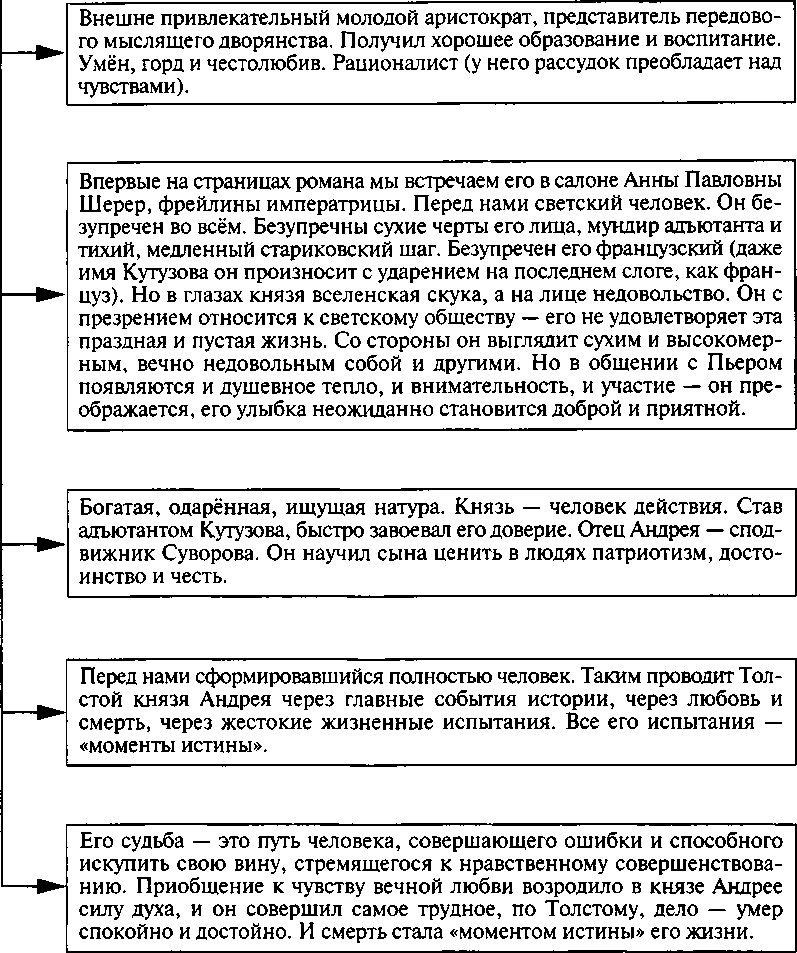 Внешне привлекательный молодой аристократ, представитель передово-
го мыслящего дворянства. Получил хорошее образование и воспитание.
Умён, горд и честолюбив. Рационалист (у него рассудок преобладает над
чувствами).
Впервые на страницах романа мы встречаем его в салоне Анны Павловны
Шерер, фрейлины императрицы. Перед нами светский человек. Он бе-
зупречен во всём. Безупречны сухие черты его лица, мундир адъютанта и
тихий, медленный стариковский шаг. Безупречен его французский (даже
имя Кутузова он произносит с ударением на последнем слоге, как фран-
цуз). Но в глазах князя вселенская скука, а на лице недовольство. Он с
презрением относится к светскому обществу — его не удовлетворяет эта
праздная и пустая жизнь. Со стороны он выглядит сухим и высокомер-
ным, вечно недовольным собой и другими. Но в общении с Пьером
появляются и душевное тепло, и внимательность, и участие — он пре-
ображается, его улыбка неожиданно становится доброй и приятной.
Богатая, одарённая, ищущая натура. Князь — человек действия. Став
адъютантом Кутузова, быстро завоевал его доверие. Отец Андрея — спод-
вижник Суворова. Он научил сына ценить в людях патриотизм, досто-
инство и честь.
Перед нами сформировавшийся полностью человек. Таким проводит Тол-
стой князя Андрея через главные события истории, через любовь и
смерть, через жестокие жизненные испытания. Все его испытания —
«моменты истины».
Его судьба — это путь человека, совершающего ошибки и способного
искупить свою вину, стремящегося к нравственному совершенствова-
нию. Приобщение к чувству вечной любви возродило в князе Андрее
силу духа, и он совершил самое трудное, по Толстому, дело — умер
спокойно и достойно. И смерть стала «моментом истины» его жизни.